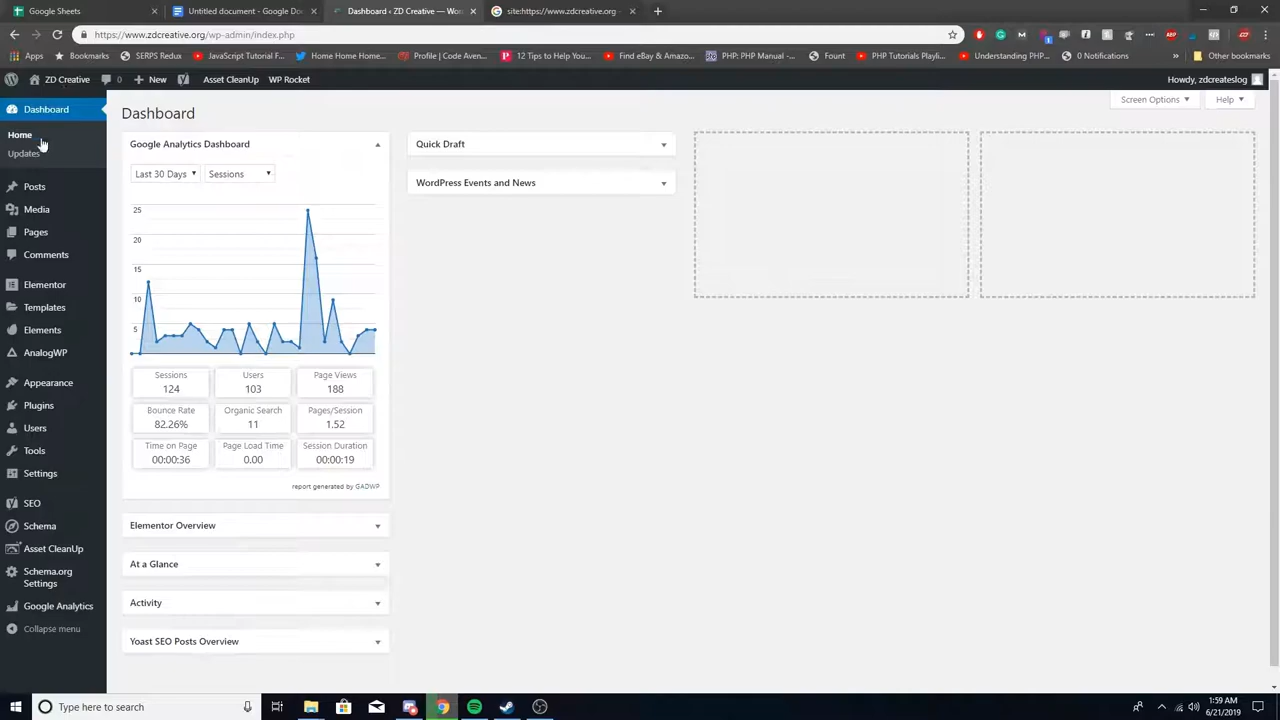 Google Sheets
Untitled document - Google Do
Dashboard ‹ ZD Creative — Wo
site:https://www.zdcreative.org
https://www.zdcreative.org/wp-admin/index.php
Apps
Bookmarks
SERPS Redux
JavaScript Tutorial F...
Home Home Home...
Profile | Code Aven...
12 Tips to Help You...
Find eBay & Amazo...
PHP: PHP Manual -...
Fount
PHP Tutorials Playli...
Understanding PH...
0 Notifications
»
Other bookmarks
ZD Creative
0
New
Asset CleanUp
WP Rocket
Howdy, zdcreateslog
Dashboard
Home
Updates
Posts
Media
Pages
Comments
Elementor
Templates
Elements
AnalogWP
Appearance
Plugins
Users
Tools
Settings
SEO
Schema
Asset CleanUp
Schema.org
Settings
Google Analytics
Collapse menu
Dashboard
Screen Options
Help
Google Analytics Dashboard
Last 30 Days
Sessions
25
20
15
10
5
Sessions
124
Users
103
Page Views
188
Bounce Rate
82.26%
Organic Search
11
Pages/Session
1.52
Time on Page
00:00:36
Page Load Time
0.00
Session Duration
00:00:19
report generated by GADWP
Elementor Overview
At a Glance
Activity
Yoast SEO Posts Overview
Quick Draft
WordPress Events and News
Type here to search
1:59 AM
6/21/2019